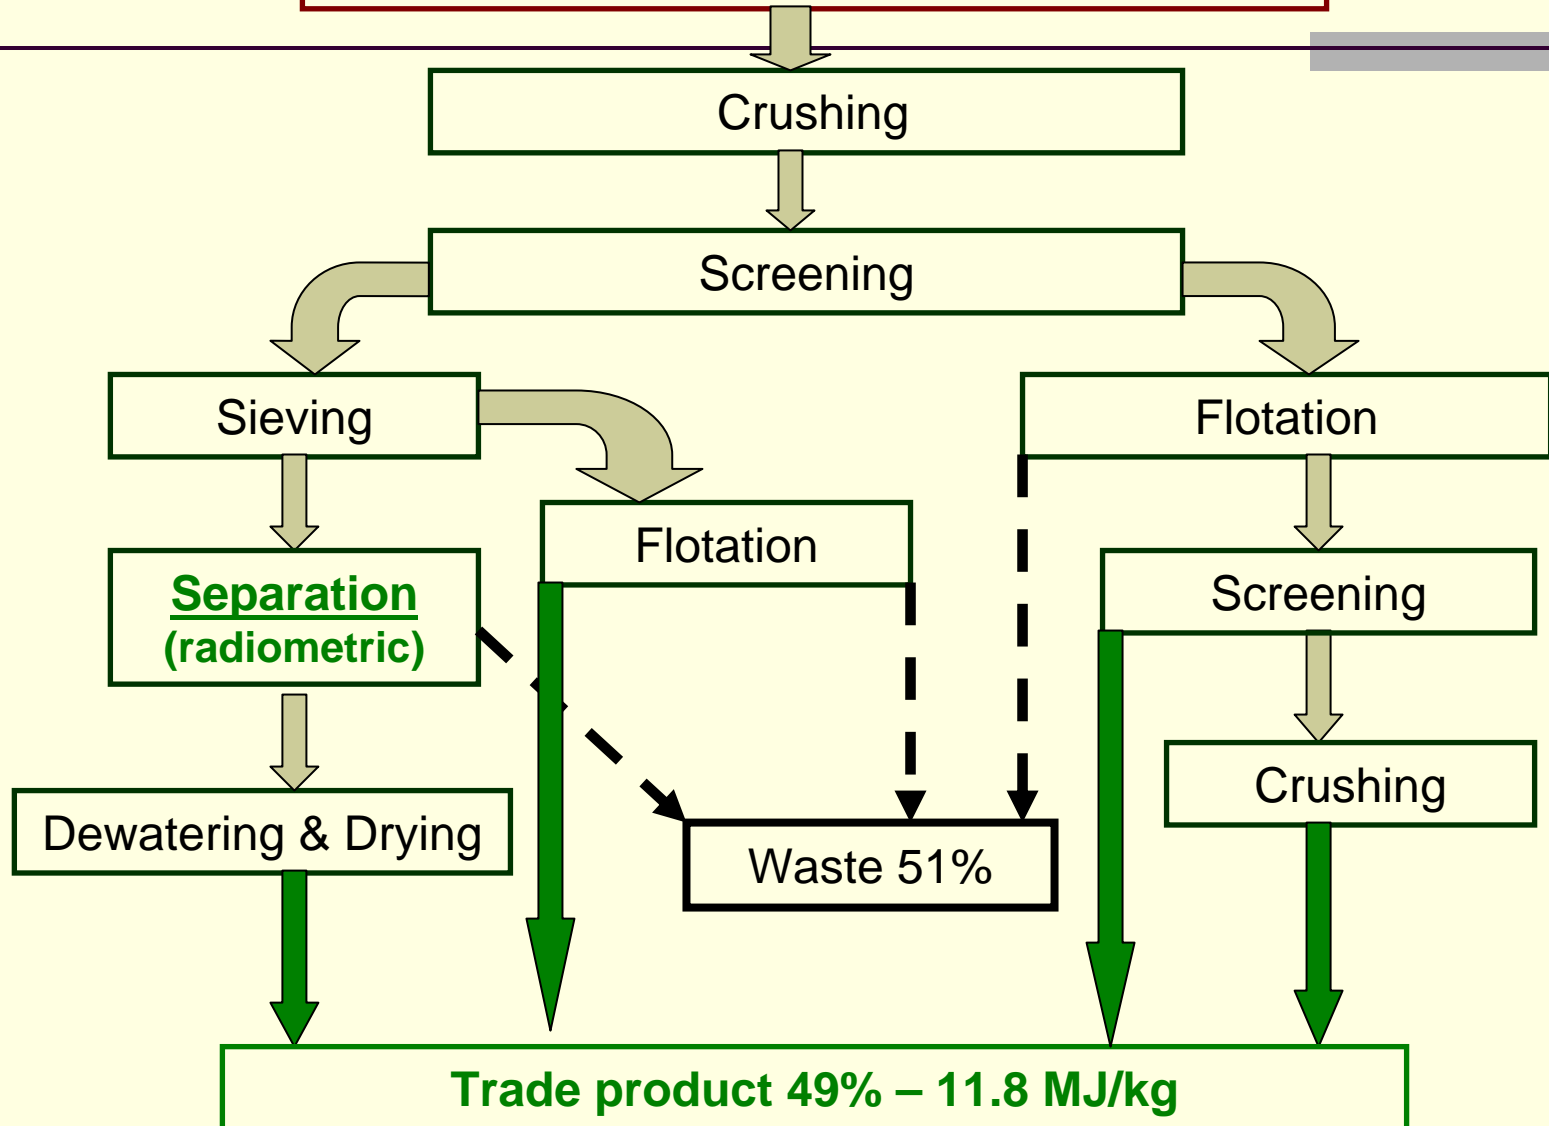 Crushing
Screening
Sieving
Flotation
Flotation
Separation
(radiometric)
Screening
Crushing
Dewatering & Drying
Waste 51%
Trade product 49% – 11.8 MJ/kg